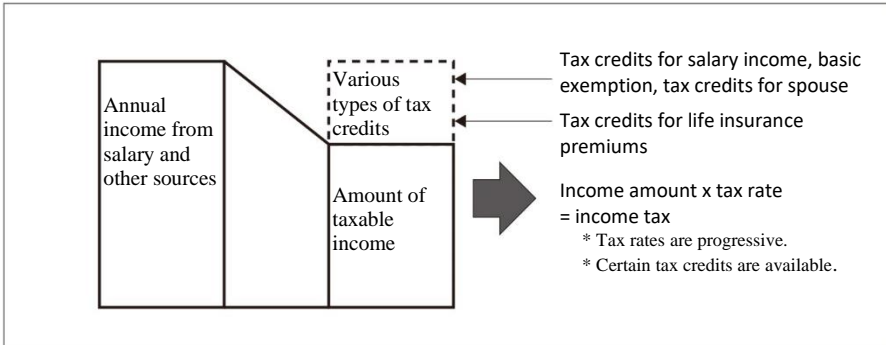 Annual
income from
salary and
other sources
Various
types of tax
credits
Amount of
taxable
income
Tax credits for salary income, basic
exemption, tax credits for spouse
Tax credits for life insurance
premiums
Income amount x tax rate
= income tax
* Tax rates are progressive.
* Certain tax credits are available.